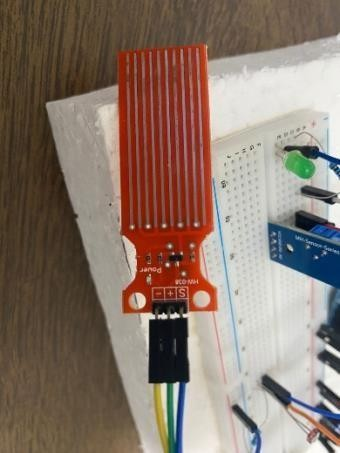 Power
HW-038
S + -
MH-Sensor-Series